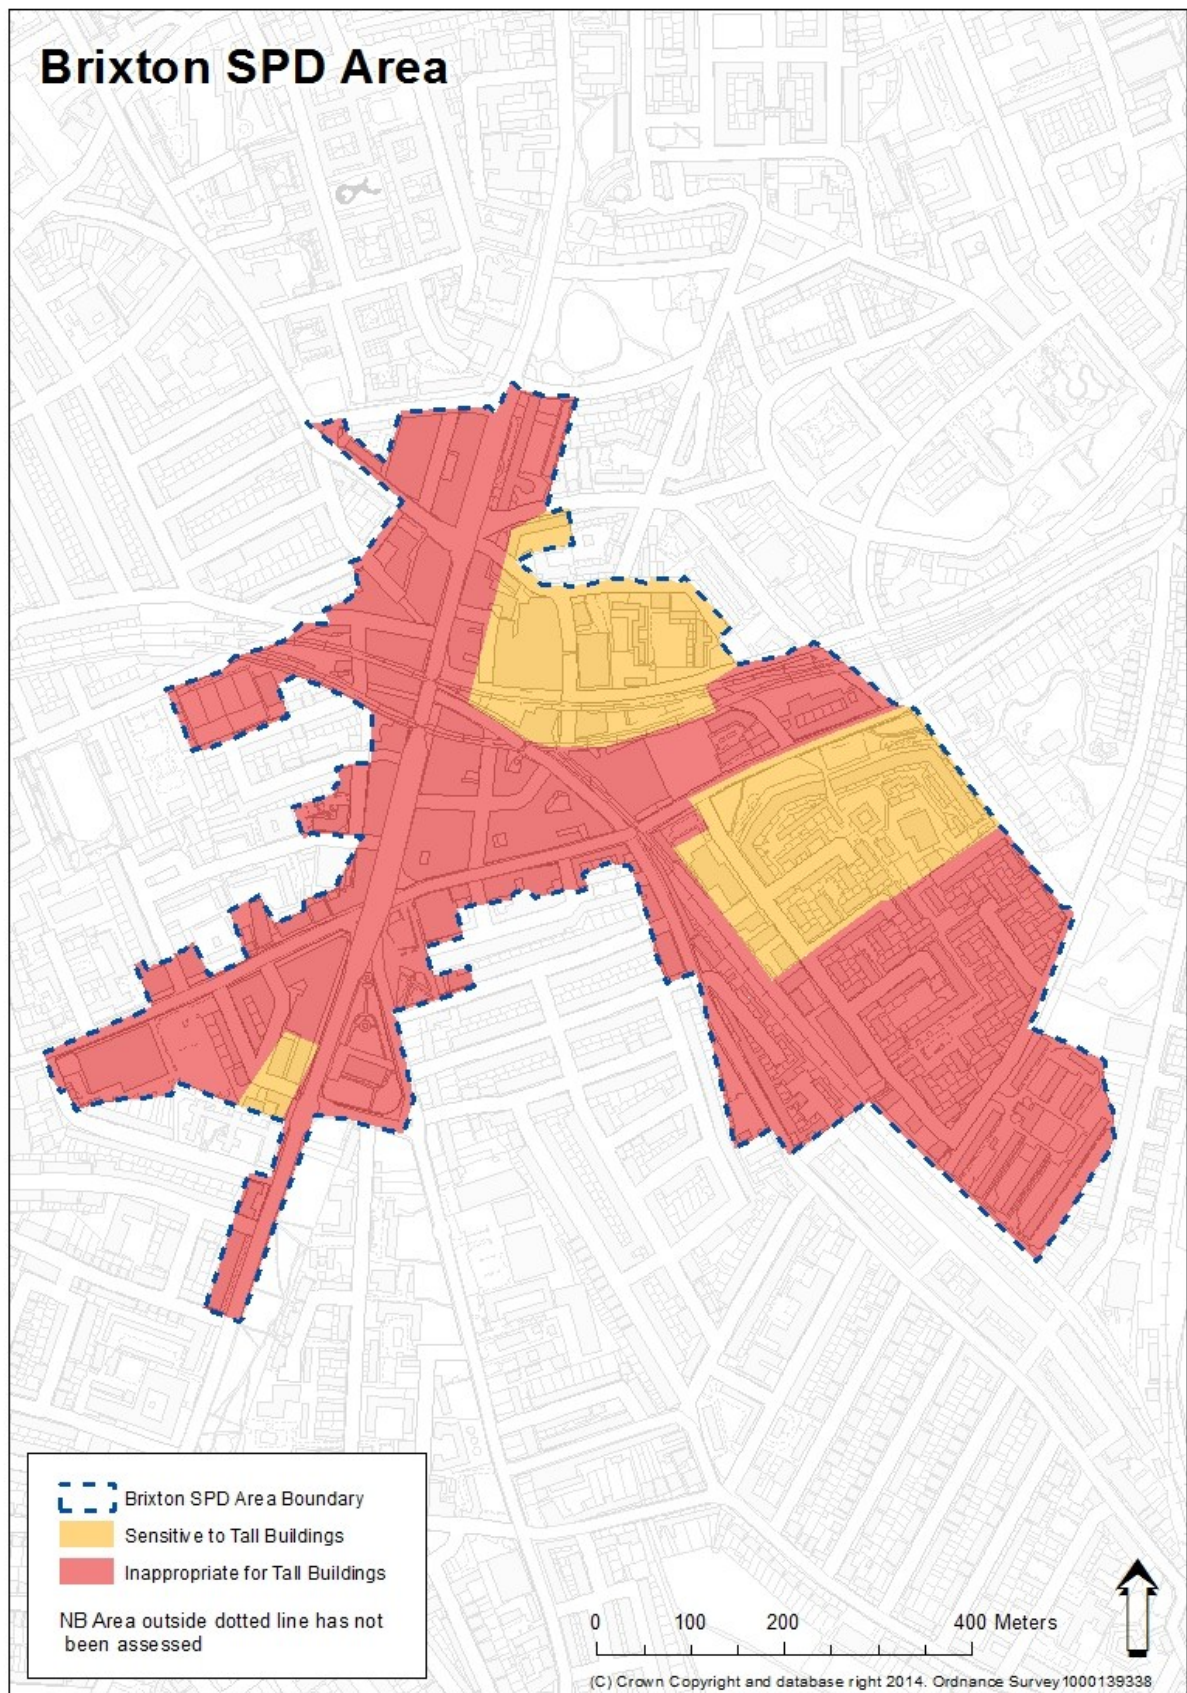 Brixton SPD Area
Brixton SPD Area Boundary
Sensitive to Tall Buildings
Inappropriate for Tall Buildings
NB Area outside dotted line has not
been assessed
0 100 200 400 Meters
(C) Crown Copyright and database right 2014. Ordnance Survey 1000139338